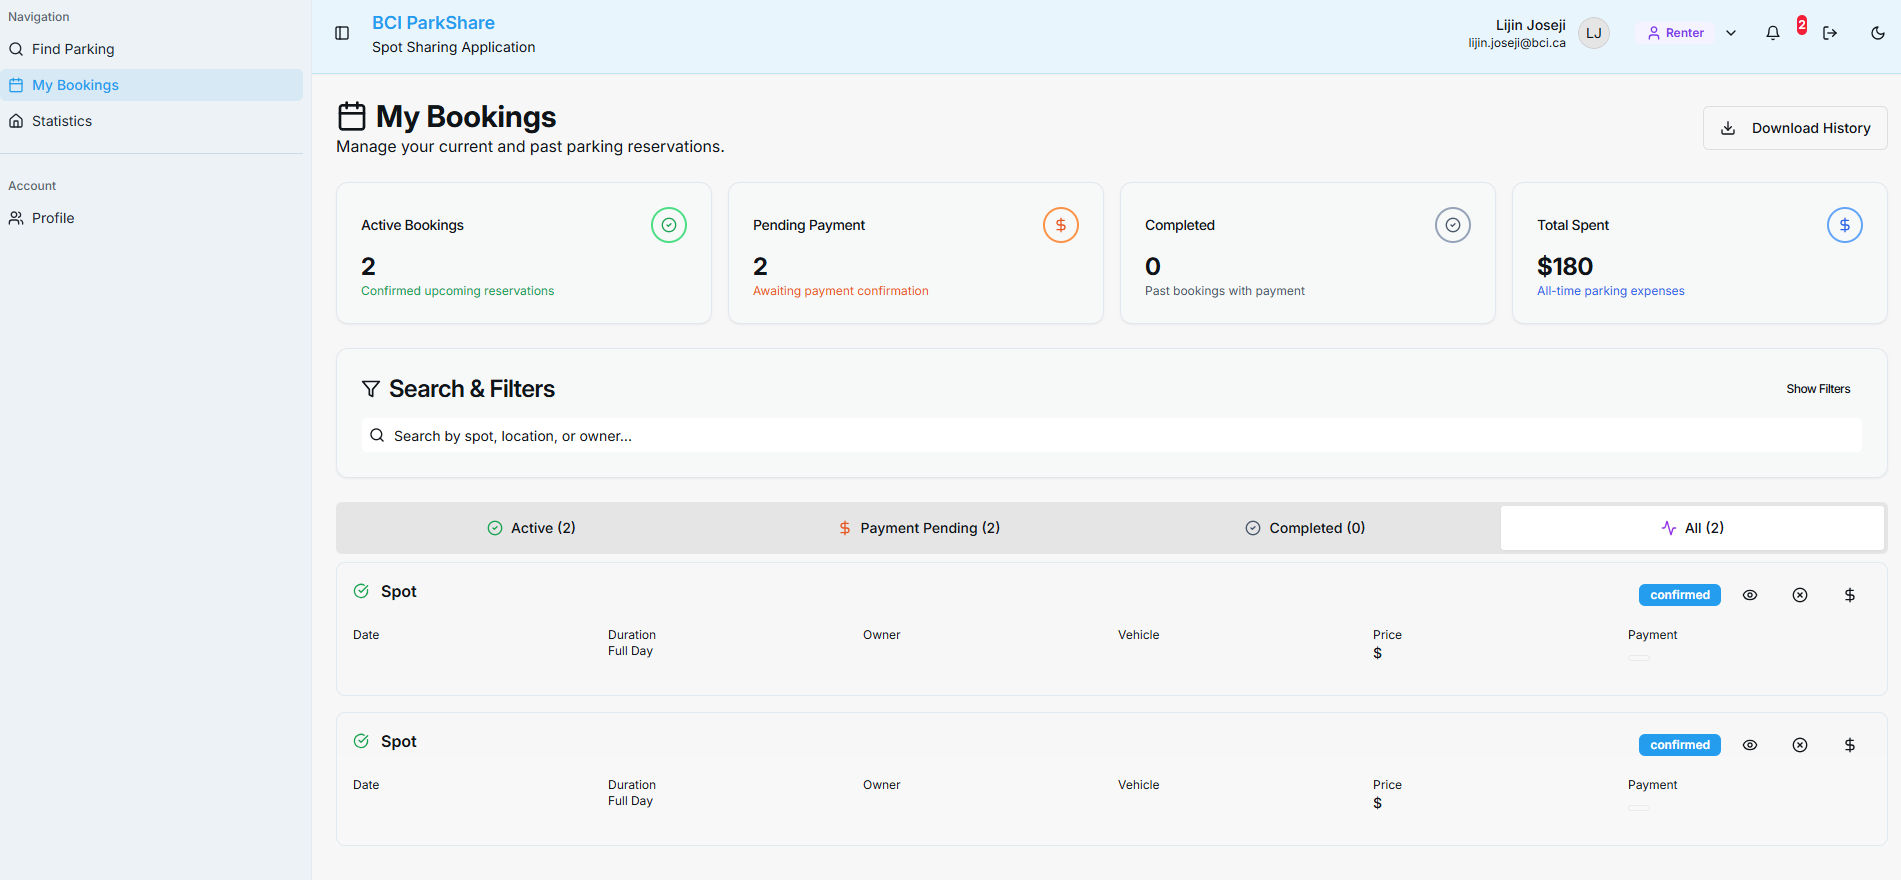 Navigation
Find Parking
My Bookings
Statistics
Account
Profile
BCI ParkShare
Spot Sharing Application
Lijin Joseji
lijin.joseji@bci.ca
LJ
Renter
2
My Bookings
Manage your current and past parking reservations.
Download History
Active Bookings
2
Confirmed upcoming reservations
Pending Payment
2
Awaiting payment confirmation
Completed
0
Past bookings with payment
Total Spent
$180
All-time parking expenses
Search & Filters
Show Filters
Search by spot, location, or owner...
Active (2)
Payment Pending (2)
Completed (0)
All (2)
Spot
confirmed
Date
Duration
Full Day
Owner
Vehicle
Price
$
Payment
Spot
confirmed
Date
Duration
Full Day
Owner
Vehicle
Price
$
Payment